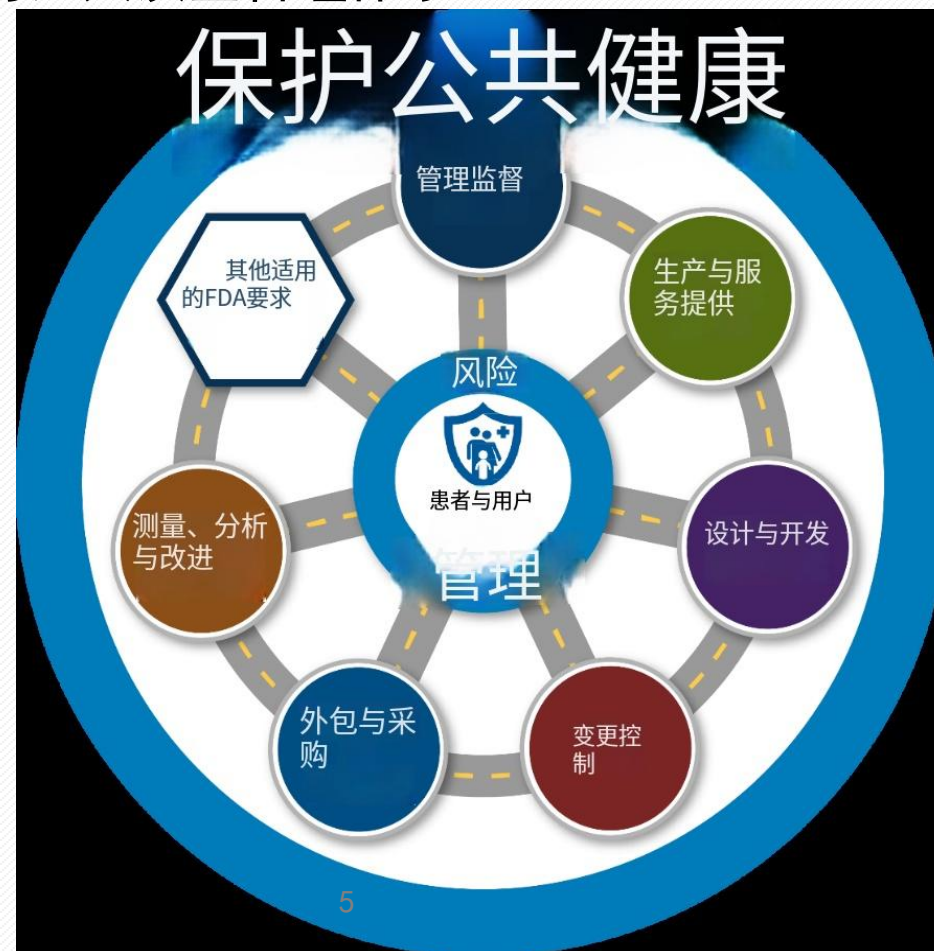 保护公共健康
管理监督
其他适用
的FDA要求
生产与服
务提供
风险
患者与用户
管理
测量、分析
与改进
设计与开发
外包与采
购
变更控
制
5